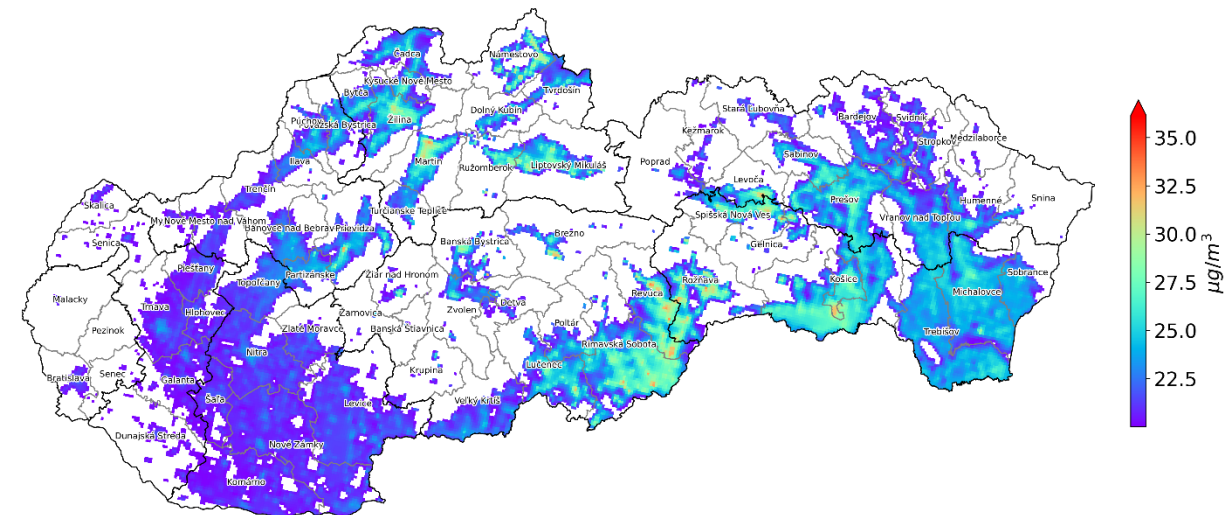 Čadca
Námestovo
Kysucké Nové Mesto
Tvrdošín
Bytča
Dolný Kubín
Stará Ľubovňa
Bardejov
Svidník
Púchov
Považská Bystrica
Žilina
Stropkov
Medzilaborce
Kežmarok
Sabinov
Ilava
Martin
Ružomberok
Liptovský Mikuláš
Poprad
Levoča
Trenčín
Prešov
Humenné
Snina
Skalica
Turčianske Teplice
Spišská Nová Ves
Vranov nad Topľou
My
Nové Mesto nad Váhom
Bánovce nad Bebrav
Prievidza
Brežno
Senica
Banská Bystrica
Gelnica
Piešťany
Partizánske
Žiar nad Hronom
Sobrance
Topoľčany
Košice
Rožňava
Michalovce
Malacky
Trnava
Hlohovec
Žarnovica
Zvolen
Detva
Revúca
Pezinok
Zlaté Moravce
Banská Štiavnica
Poltár
Trebišov
Nitra
Rimavská Sobota
Bratislava
Senec
Galanta
Krupina
Lučenec
Šaľa
Levice
Veľký Krtíš
Dunajská Streda
Nové Zámky
Komárno
35.0
32.5
30.0
27.5
25.0
22.5
μg/m³